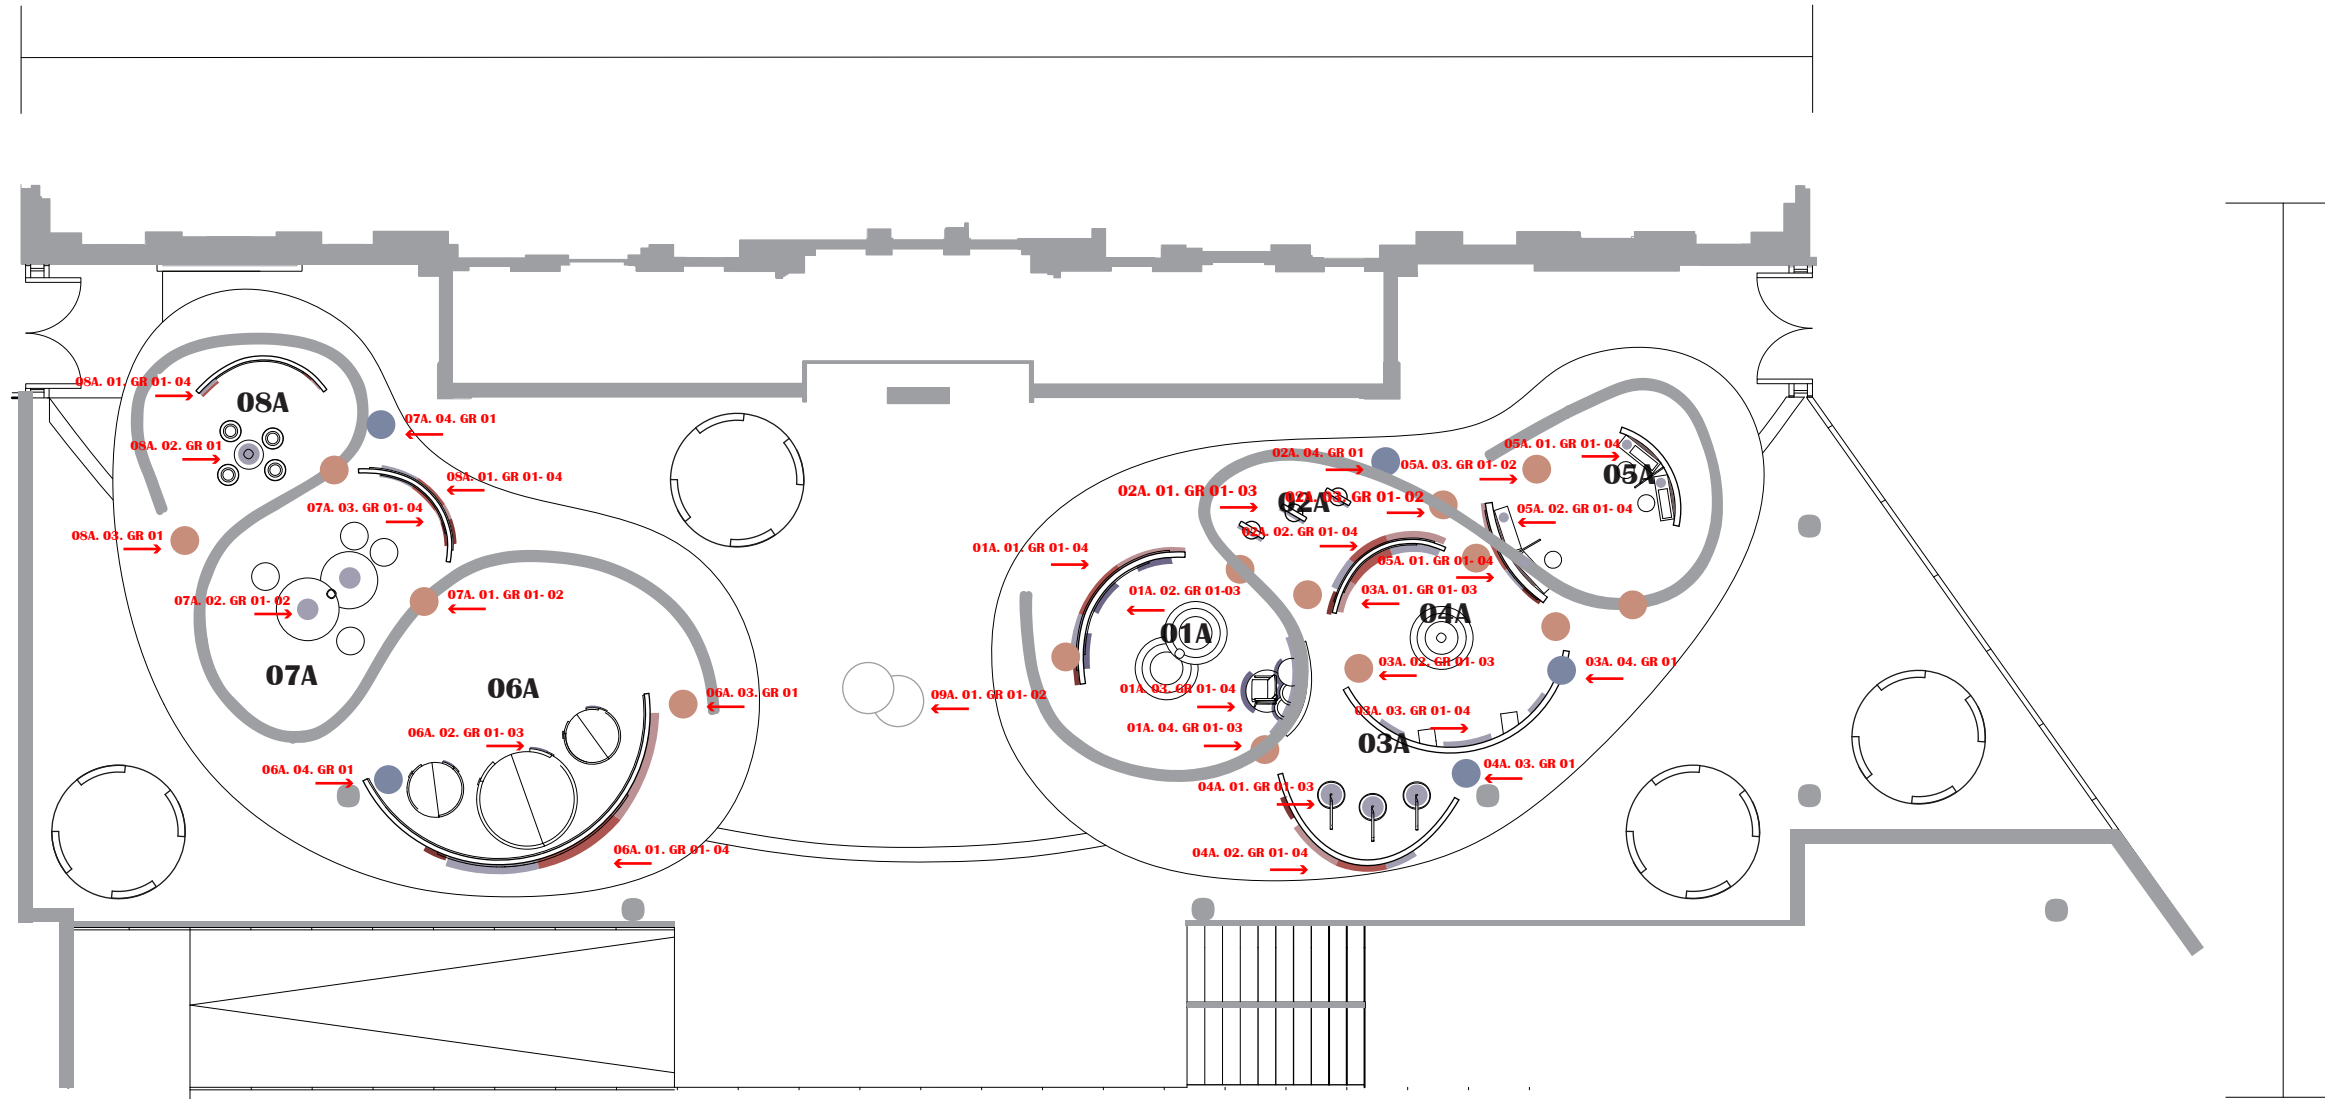 08A. 01. GR 01- 04
08A
07A. 04. GR 01
08A. 02. GR 01
08A. 01. GR 01- 04
07A. 03. GR 01- 04
08A. 03. GR 01
07A. 02. GR 01- 02
07A. 01. GR 01- 02
07A
06A
06A. 03. GR 01
06A. 02. GR 01- 03
06A. 04. GR 01
06A. 01. GR 01- 04
09A. 01. GR 01- 02
02A. 04. GR 01
05A. 03. GR 01- 02
05A. 01. GR 01- 04
05A
02A. 01. GR 01- 03
02A
02A. 03. GR 01- 02
05A. 02. GR 01- 04
02A. 02. GR 01- 04
01A. 01. GR 01- 04
05A. 01. GR 01- 04
01A. 02. GR 01-03
03A. 01. GR 01- 03
04A
01A
03A. 02. GR 01- 03
03A. 04. GR 01
01A. 03. GR 01- 04
03A. 03. GR 01- 04
01A. 04. GR 01- 03
03A
04A. 03. GR 01
04A. 01. GR 01- 03
04A. 02. GR 01- 04